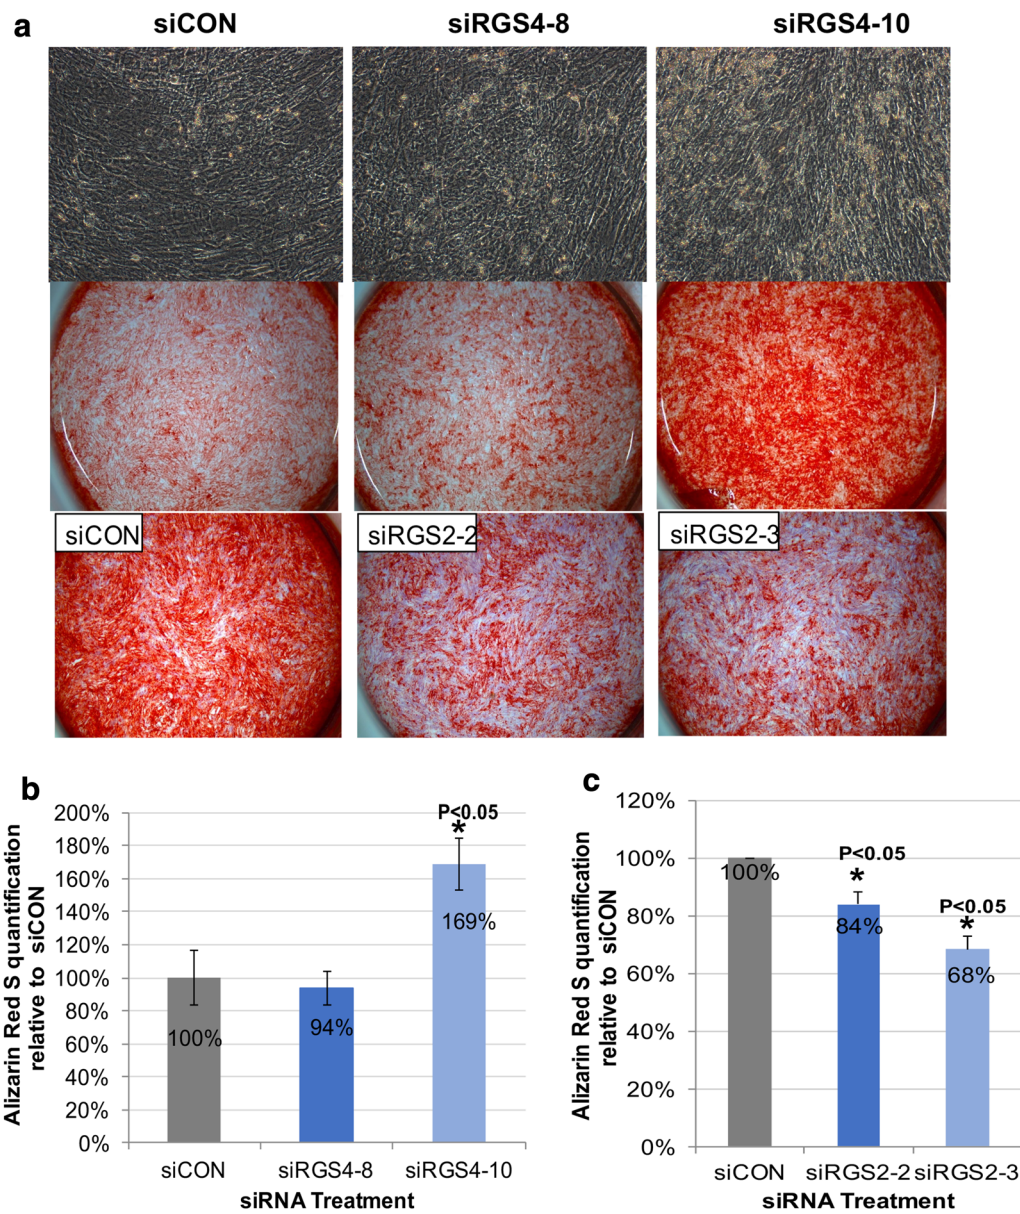 a
siCON siRGS4-8 siRGS4-10
siCON siRGS2-2 siRGS2-3
b
Alizarin Red S quantification
relative to siCON
200%
180%
160%
140%
120%
100%
80%
60%
40%
20%
0%
P<0.05
*
100%
94%
169%
siCON siRGS4-8 siRGS4-10
siRNA Treatment
c
Alizarin Red S quantification
relative to siCON
120%
100%
80%
60%
40%
20%
0%
P<0.05
*
P<0.05
*
100%
84%
68%
siCON siRGS2-2 siRGS2-3
siRNA Treatment